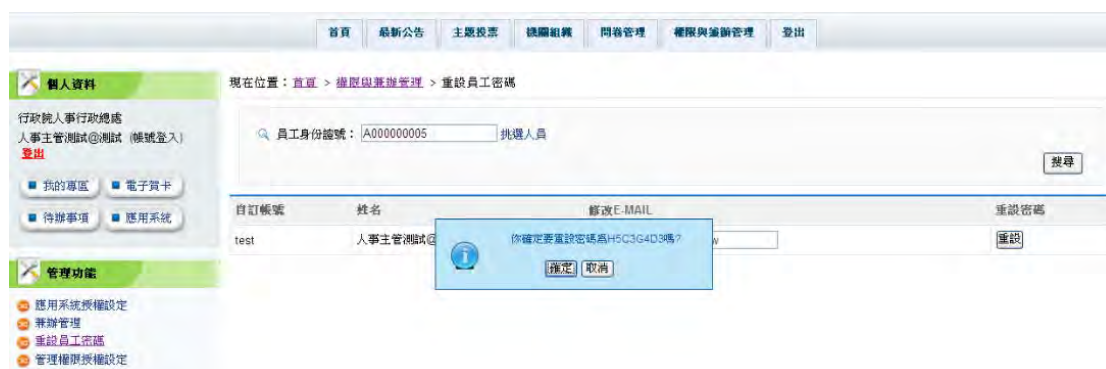 首頁 最新公告 主題投票 機關組織 問卷管理 權限與兼辦管理 登出
個人資料
現在位置：首頁 > 權限與兼辦管理 > 重設員工密碼
行政院人事行政總處
人事主管測試@測試（帳號登入）
登出
員工身份證號： A000000005 挑選人員
搜尋
我的專區 電子賀卡
待辦事項 應用系統
自訂帳號 姓名 修改E-MAIL 重設密碼
test 人事主管測試@ w 重設
你確定要重設密碼為H5C3G4D3嗎?
確定 取消
管理功能
應用系統授權設定
兼辦管理
重設員工密碼
管理權限授權設定